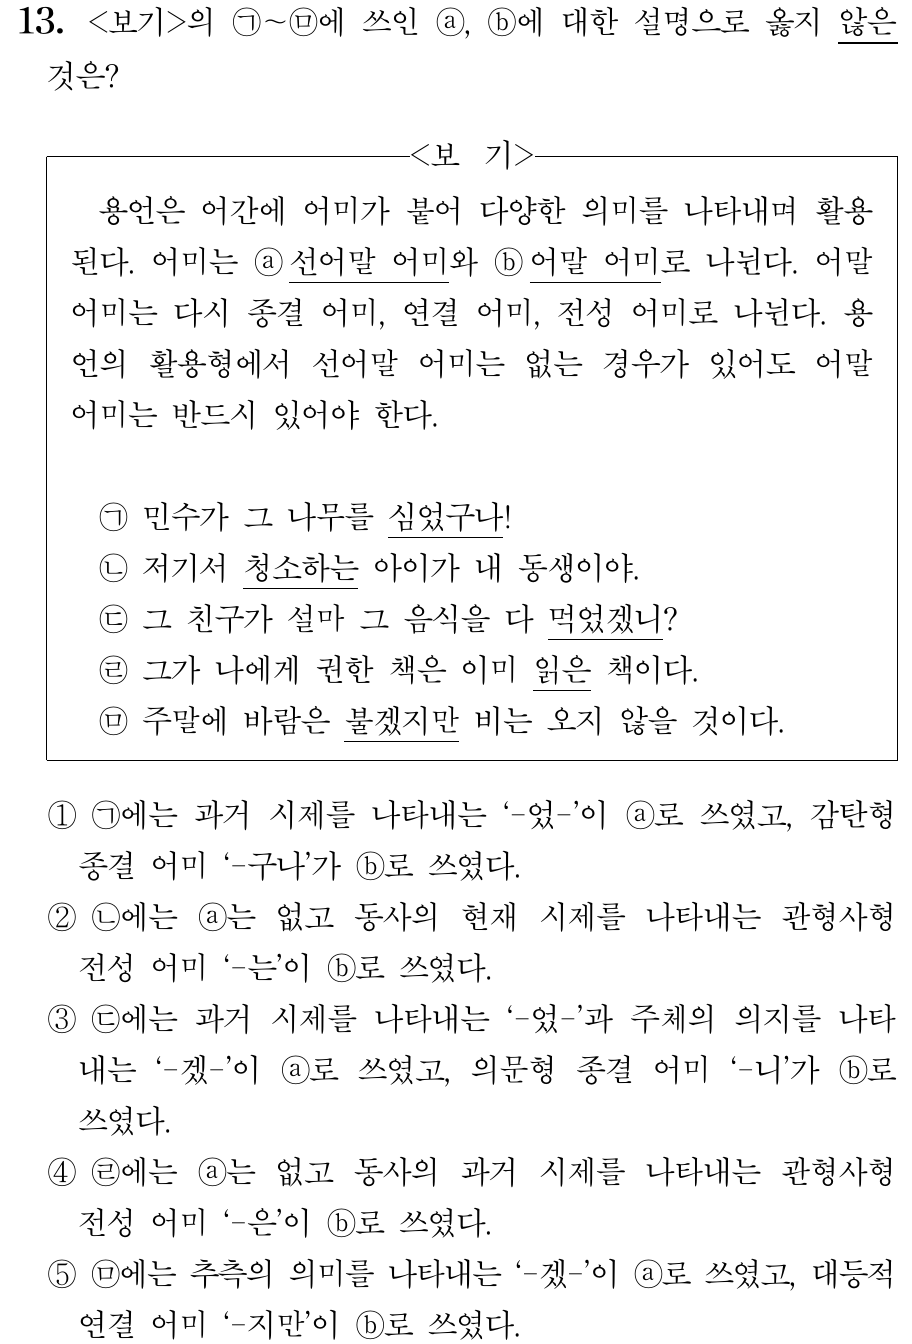 13. <보기>의 ㉠~㉤에 쓰인 ⓐ, ⓑ에 대한 설명으로 옳지 않은
것은?
<보 기>
용언은 어간에 어미가 붙어 다양한 의미를 나타내며 활용
된다. 어미는 ⓐ선어말 어미와 ⓑ어말 어미로 나뉜다. 어말
어미는 다시 종결 어미, 연결 어미, 전성 어미로 나뉜다. 용
언의 활용형에서 선어말 어미는 없는 경우가 있어도 어말
어미는 반드시 있어야 한다.
㉠ 민수가 그 나무를 심었구나!
㉡ 저기서 청소하는 아이가 내 동생이야.
㉢ 그 친구가 설마 그 음식을 다 먹었겠니?
㉣ 그가 나에게 권한 책은 이미 읽은 책이다.
㉤ 주말에 바람은 불겠지만 비는 오지 않을 것이다.
① ㉠에는 과거 시제를 나타내는 ‘-었-’이 ⓐ로 쓰였고, 감탄형
종결 어미 ‘-구나’가 ⓑ로 쓰였다.
② ㉡에는 ⓐ는 없고 동사의 현재 시제를 나타내는 관형사형
전성 어미 ‘-는’이 ⓑ로 쓰였다.
③ ㉢에는 과거 시제를 나타내는 ‘-었-’과 주체의 의지를 나타
내는 ‘-겠-’이 ⓐ로 쓰였고, 의문형 종결 어미 ‘-니’가 ⓑ로
쓰였다.
④ ㉣에는 ⓐ는 없고 동사의 과거 시제를 나타내는 관형사형
전성 어미 ‘-은’이 ⓑ로 쓰였다.
⑤ ㉤에는 추측의 의미를 나타내는 ‘-겠-’이 ⓐ로 쓰였고, 대등적
연결 어미 ‘-지만’이 ⓑ로 쓰였다.